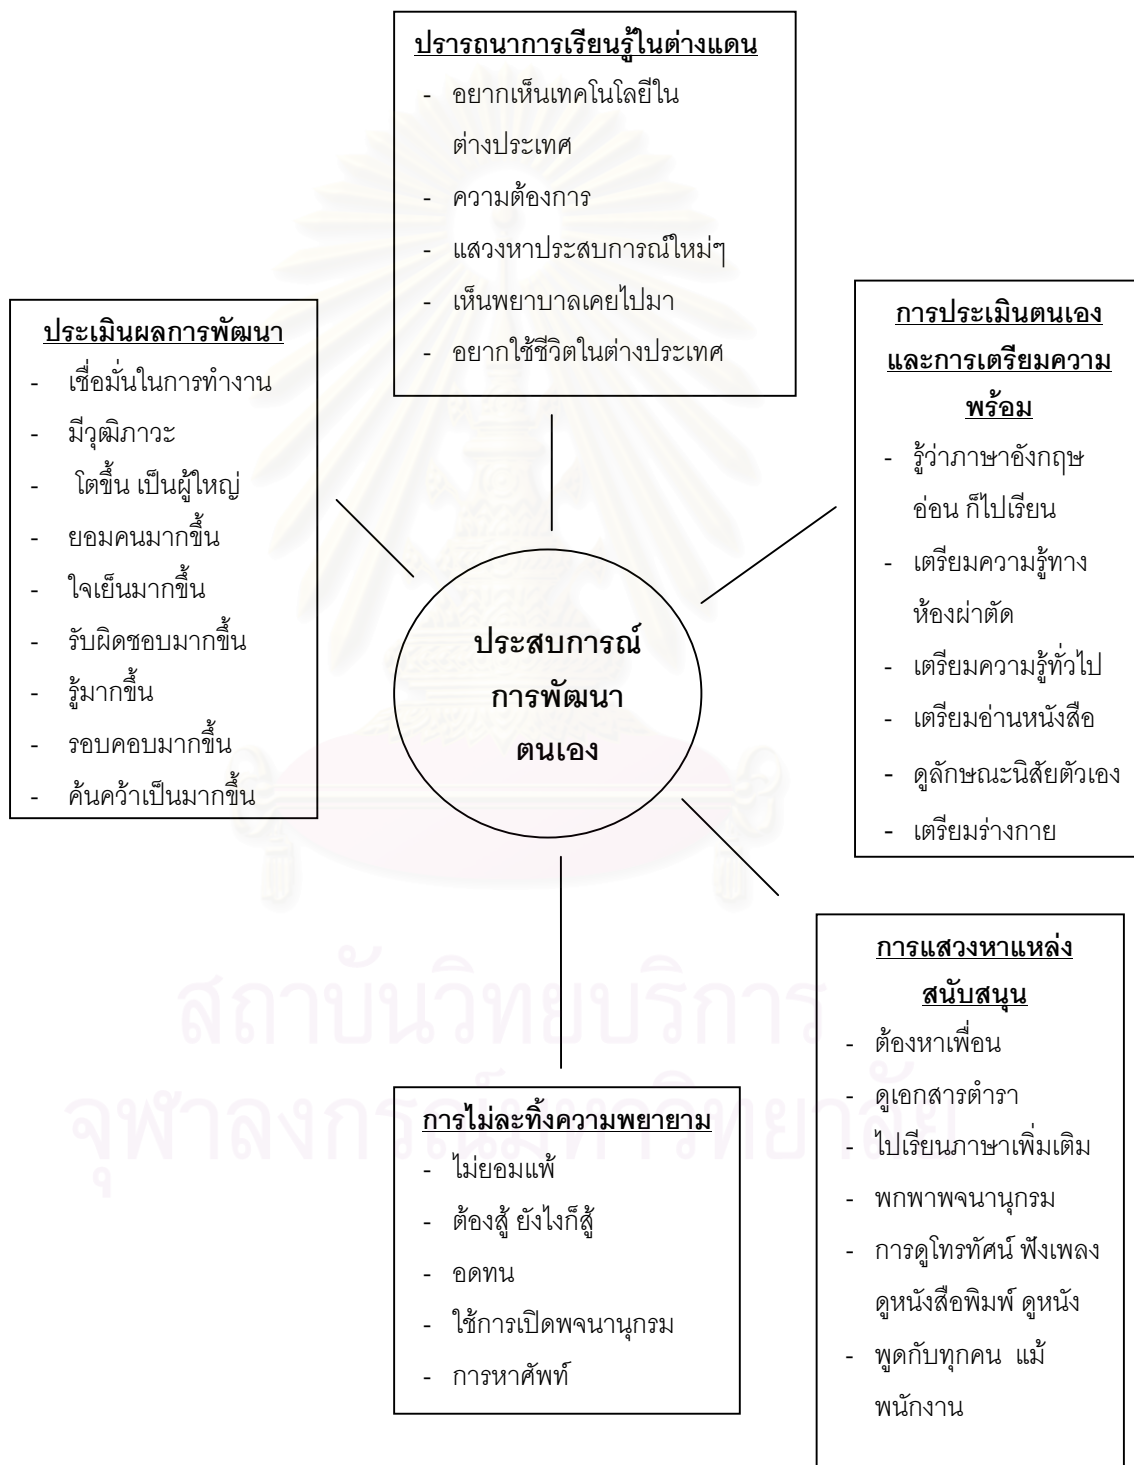 ปรารถนาการเรียนรู้ในต่างแดน
- อยากเห็นเทคโนโลยีใน
ต่างประเทศ
- ความต้องการ
- แสวงหาประสบการณ์ใหม่ๆ
- เห็นพยาบาลเคยไปมา
- อยากใช้ชีวิตในต่างประเทศ
ประเมินผลการพัฒนา
- เชื่อมั่นในการทำงาน
- มีวุฒิภาวะ
- โตขึ้น เป็นผู้ใหญ่
- ยอมคนมากขึ้น
- ใจเย็นมากขึ้น
- รับผิดชอบมากขึ้น
- รู้มากขึ้น
- รอบคอบมากขึ้น
- ค้นคว้าเป็นมากขึ้น
การประเมินตนเอง
และการเตรียมความ
พร้อม
- รู้ว่าภาษาอังกฤษ
อ่อน ก็ไปเรียน
- เตรียมความรู้ทาง
ห้องผ่าตัด
- เตรียมความรู้ทั่วไป
- เตรียมอ่านหนังสือ
- ดูลักษณะนิสัยตัวเอง
- เตรียมร่างกาย
ประสบการณ์
การพัฒนา
ตนเอง
การแสวงหาแหล่ง
สนับสนุน
- ต้องหาเพื่อน
- ดูเอกสารตำรา
- ไปเรียนภาษาเพิ่มเติม
- พกพาพจนานุกรม
- การดูโทรทัศน์ ฟังเพลง
ดูหนังสือพิมพ์ ดูหนัง
- พูดกับทุกคน แม้
พนักงาน
การไม่ละทิ้งความพยายาม
- ไม่ยอมแพ้
- ต้องสู้ ยังไงก็สู้
- อดทน
- ใช้การเปิดพจนานุกรม
- การหาศัพท์
สถาบันวิทยบริการ
จุฬาลงกรณ์มหาวิทยาลัย